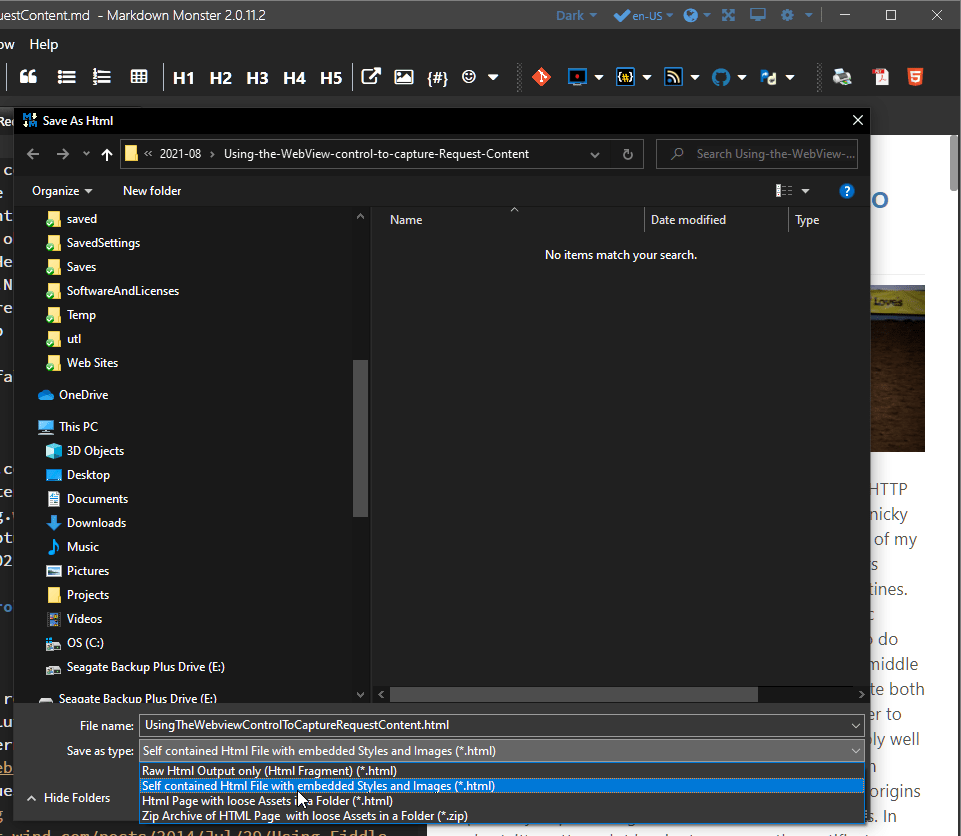 uestContent.md - Markdown Monster 2.0.11.2
Dark
en-US
ow Help
H1 H2 H3 H4 H5
{#}
Save As Html
« 2021-08 › Using-the-WebView-control-to-capture-Request-Content
Search Using-the-WebView-...
Organize
New folder
saved
SavedSettings
Saves
SoftwareAndLicenses
Temp
utl
Web Sites
OneDrive
This PC
3D Objects
Desktop
Documents
Downloads
Music
Pictures
Projects
Videos
OS (C:)
Seagate Backup Plus Drive (E:)
Seagate Backup Plus Drive (E:)
Name Date modified Type
No items match your search.
File name: UsingTheWebviewControlToCaptureRequestContent.html
Save as type: Self contained Html File with embedded Styles and Images (*.html)
Raw Html Output only (Html Fragment) (*.html)
Self contained Html File with embedded Styles and Images (*.html)
Html Page with loose Assets in a Folder (*.html)
Zip Archive of HTML Page with loose Assets in a Folder (*.zip)
Hide Folders
HTTP
nicky
of my
s
tines.
c
do
middle
te both
er to
ly well
n
origins
s. In